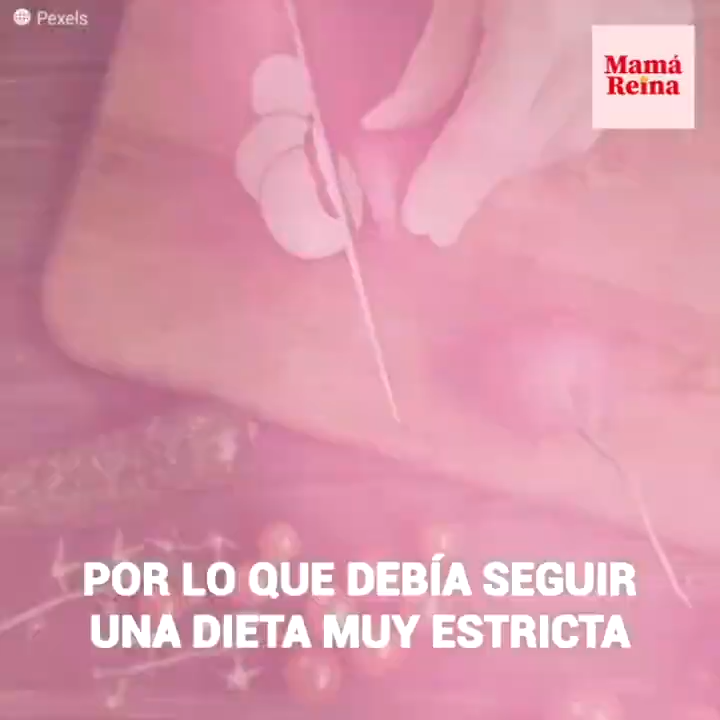 Pexels
Mamá
Reina
POR LO QUE DEBÍA SEGUIR
UNA DIETA MUY ESTRICTA